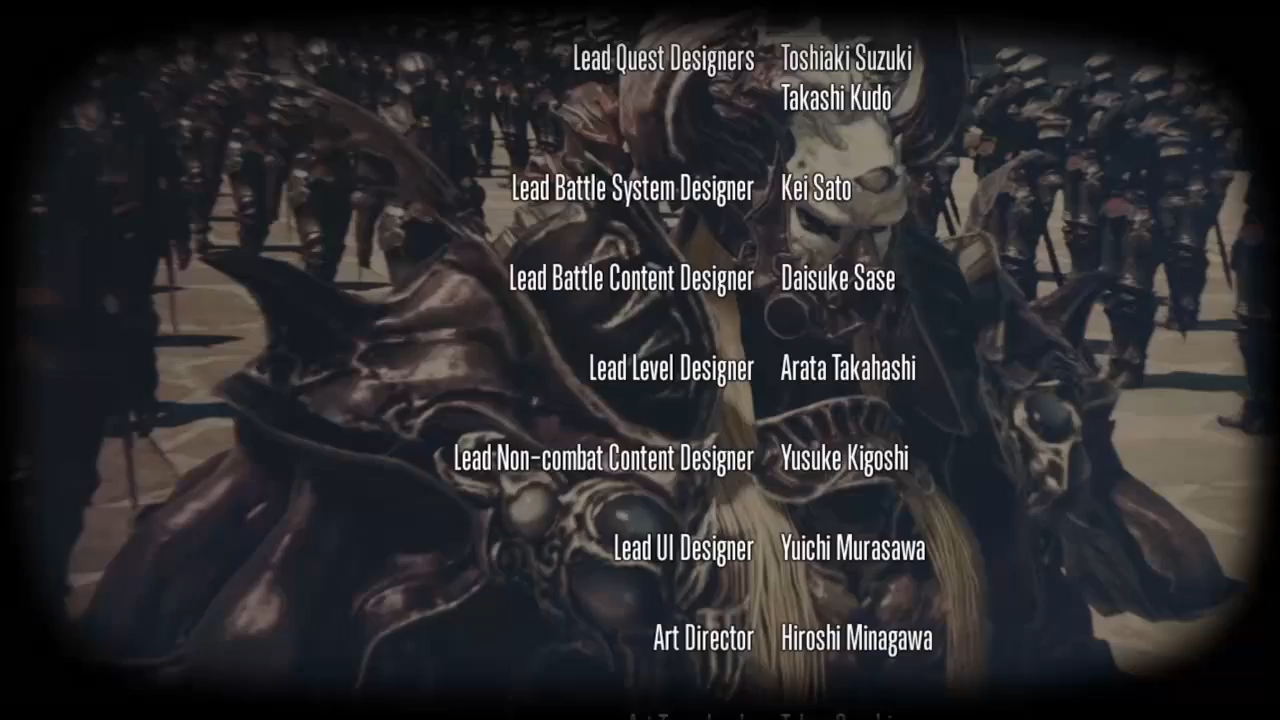 Lead Quest Designers Toshiaki Suzuki
Takashi Kudo
Lead Battle System Designer Kei Sato
Lead Battle Content Designer Daisuke Sase
Lead Level Designer Arata Takahashi
Lead Non-combat Content Designer Yusuke Kigoshi
Lead UI Designer Yuichi Murasawa
Art Director Hiroshi Minagawa